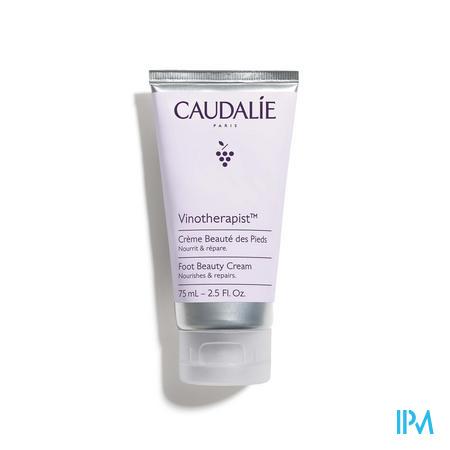 CAUDALÍE
PARIS
Vinotherapist™
Crème Beauté des Pieds
Nourrit & répare.
Foot Beauty Cream
Nourishes & repairs.
75 mL – 2.5 Fl. Oz.
IPM